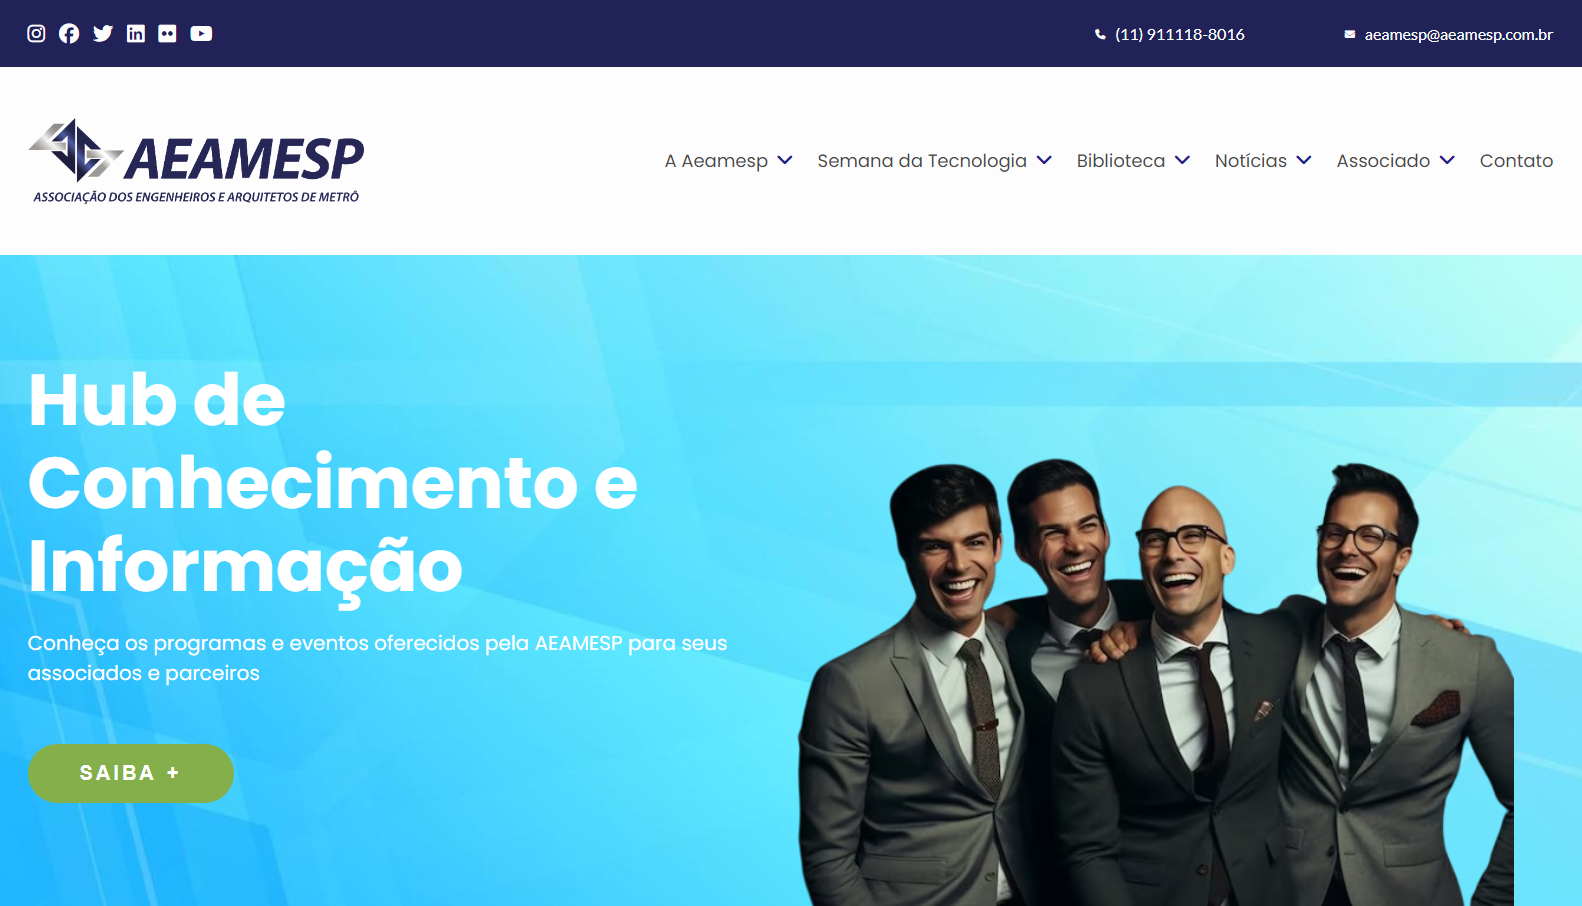 (11) 911118-8016
aeamesp@aeamesp.com.br
AEAMESP
ASSOCIAÇÃO DOS ENGENHEIROS E ARQUITETOS DE METRÔ
A Aeamesp
Semana da Tecnologia
Biblioteca
Notícias
Associado
Contato
Hub de
Conhecimento e
Informação
Conheça os programas e eventos oferecidos pela AEAMESP para seus
associados e parceiros
SAIBA +